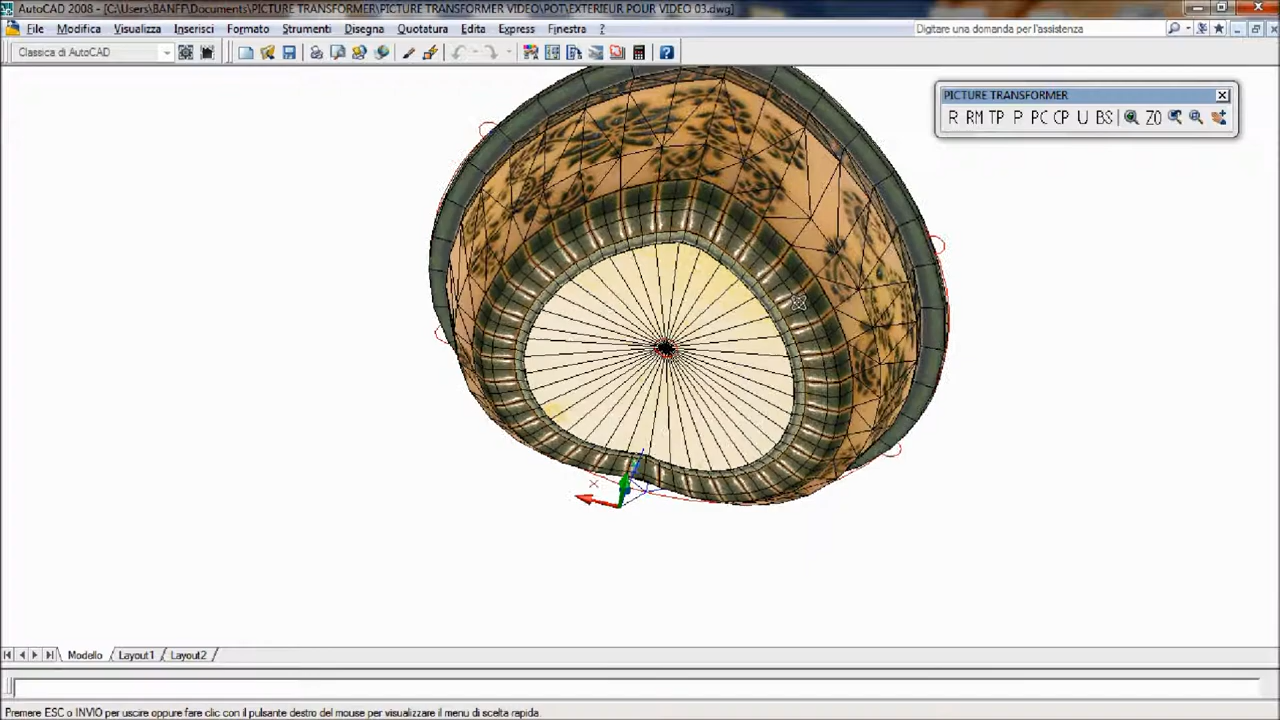 AutoCAD 2008 - [C:\Users\BANFF\Documents\PICTURE TRANSFORMER\PICTURE TRANSFORMER VIDEO\POT\EXTERIEUR POUR VIDEO 03.dwg]
File Modifica Visualizza Inserisci Formato Strumenti Disegna Quotatura Edita Express Finestra ? Digitare una domanda per l'assistenza
Classica di AutoCAD
PICTURE TRANSFORMER
R RM TP P PC CP U BS ZO
Modello Layout1 Layout2
Premere ESC o INVIO per uscire oppure fare clic con il pulsante destro del mouse per visualizzare il menu di scelta rapida.